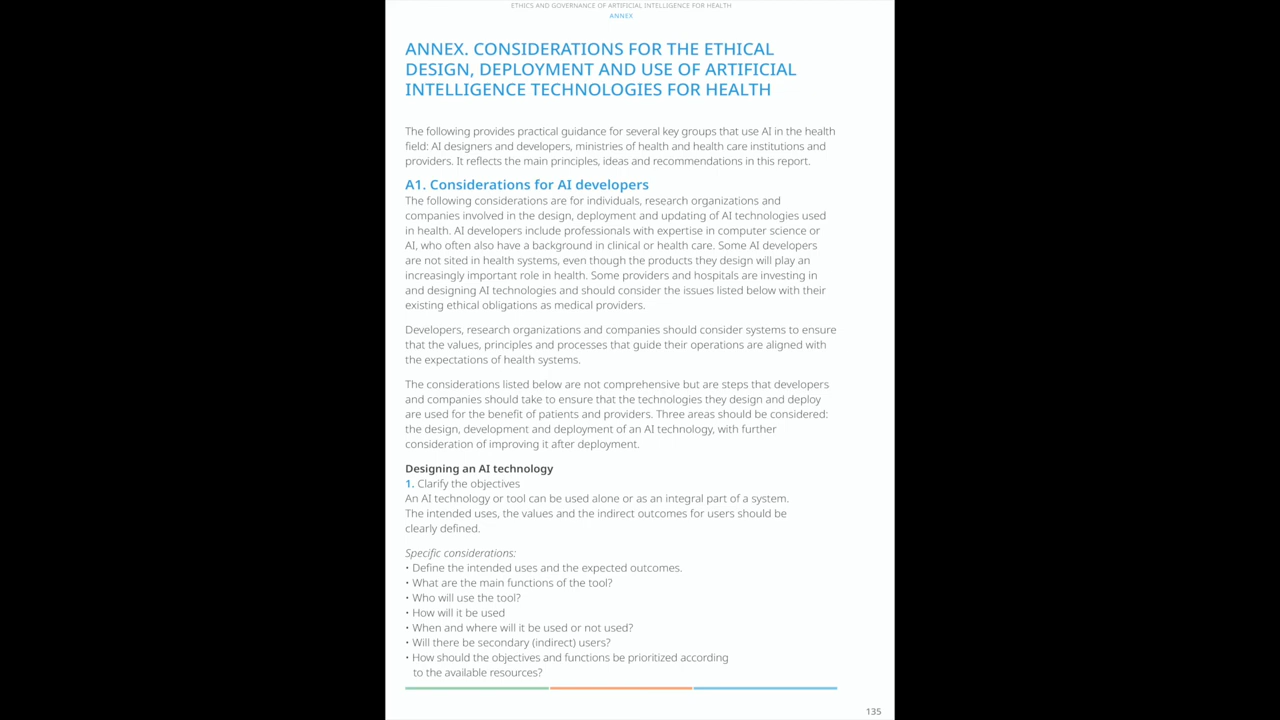 ETHICS AND GOVERNANCE OF ARTIFICIAL INTELLIGENCE FOR HEALTH
ANNEX
ANNEX. CONSIDERATIONS FOR THE ETHICAL
DESIGN, DEPLOYMENT AND USE OF ARTIFICIAL
INTELLIGENCE TECHNOLOGIES FOR HEALTH
The following provides practical guidance for several key groups that use AI in the health
field: AI designers and developers, ministries of health and health care institutions and
providers. It reflects the main principles, ideas and recommendations in this report.
A1. Considerations for AI developers
The following considerations are for individuals, research organizations and
companies involved in the design, deployment and updating of AI technologies used
in health. AI developers include professionals with expertise in computer science or
AI, who often also have a background in clinical or health care. Some AI developers
are not sited in health systems, even though the products they design will play an
increasingly important role in health. Some providers and hospitals are investing in
and designing AI technologies and should consider the issues listed below with their
existing ethical obligations as medical providers.
Developers, research organizations and companies should consider systems to ensure
that the values, principles and processes that guide their operations are aligned with
the expectations of health systems.
The considerations listed below are not comprehensive but are steps that developers
and companies should take to ensure that the technologies they design and deploy
are used for the benefit of patients and providers. Three areas should be considered:
the design, development and deployment of an AI technology, with further
consideration of improving it after deployment.
Designing an AI technology
1. Clarify the objectives
An AI technology or tool can be used alone or as an integral part of a system.
The intended uses, the values and the indirect outcomes for users should be
clearly defined.
Specific considerations:
• Define the intended uses and the expected outcomes.
• What are the main functions of the tool?
• Who will use the tool?
• How will it be used
• When and where will it be used or not used?
• Will there be secondary (indirect) users?
• How should the objectives and functions be prioritized according
to the available resources?
135